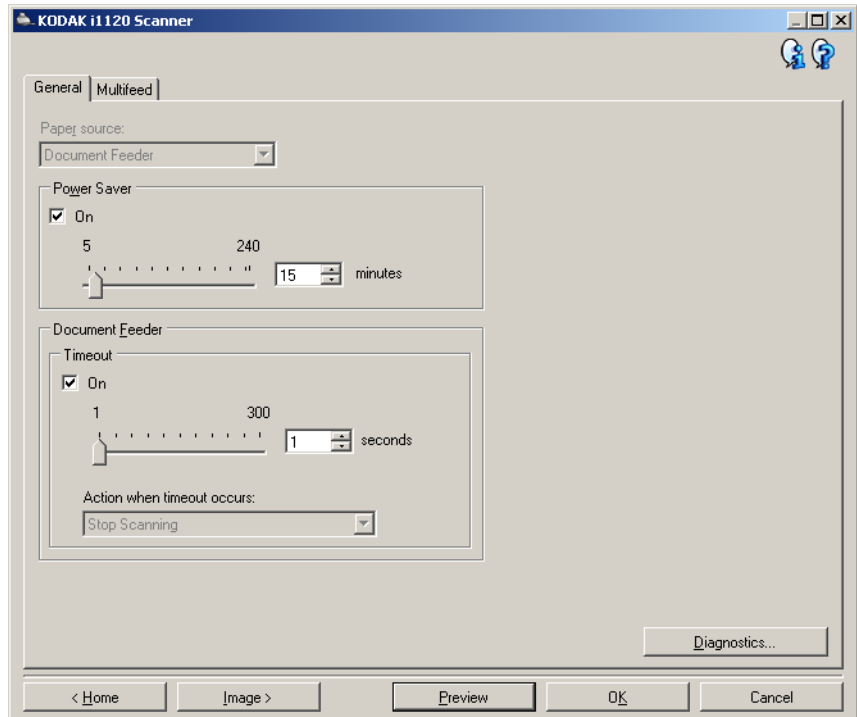 KODAK i1120 Scanner
General
Multifeed
Paper source:
Document Feeder
Power Saver
On
5 240
15 minutes
Document Feeder
Timeout
On
1 300
1 seconds
Action when timeout occurs:
Stop Scanning
Diagnostics...
< Home
Image >
Preview
OK
Cancel